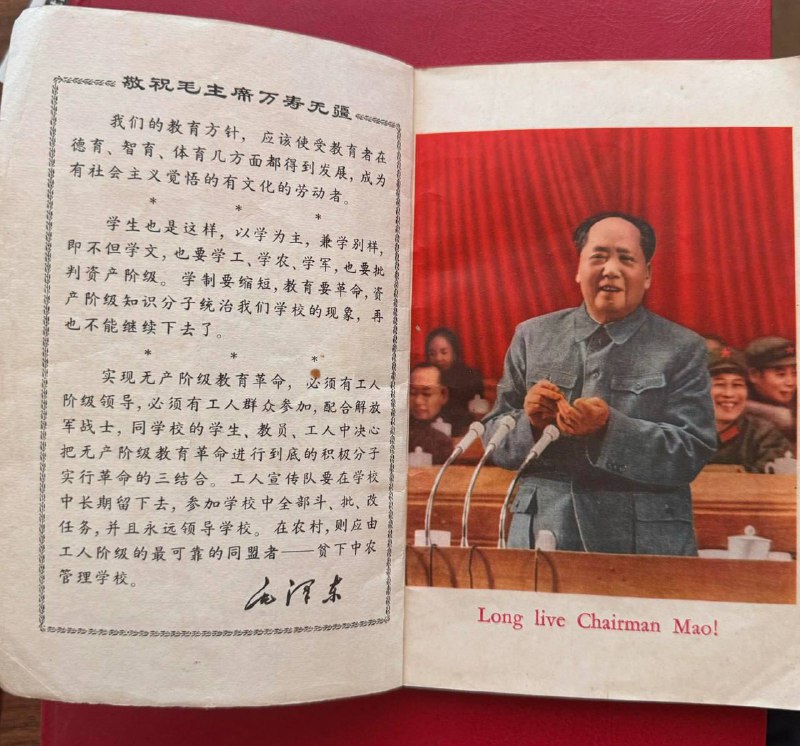 敬祝毛主席万寿无疆
我们的教育方针，应该使受教育者在
德育、智育、体育几方面都得到发展，成为
有社会主义觉悟的有文化的劳动者。
* * *
学生也是这样，以学为主，兼学别样，
即不但学文，也要学工、学农、学军，也要批
判资产阶级。学制要缩短，教育要革命，资
产阶级知识分子统治我们学校的现象，再
也不能继续下去了。
* * *
实现无产阶级教育革命，必须有工人
阶级领导，必须有工人群众参加，配合解放
军战士，同学校的学生、教员、工人中决心
把无产阶级教育革命进行到底的积极分子
实行革命的三结合。工人宣传队要在学校
中长期留下去，参加学校中全部斗、批、改
任务，并且永远领导学校。在农村，则应由
工人阶级的最可靠的同盟者——贫下中农
管理学校。
毛泽东
Long live Chairman Mao!